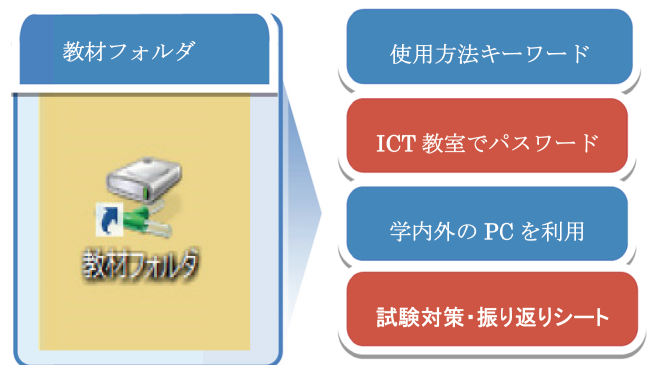 教材フォルダ
教材フォルダ
使用方法キーワード
ICT 教室でパスワード
学内外の PC を利用
試験対策・振り返りシート